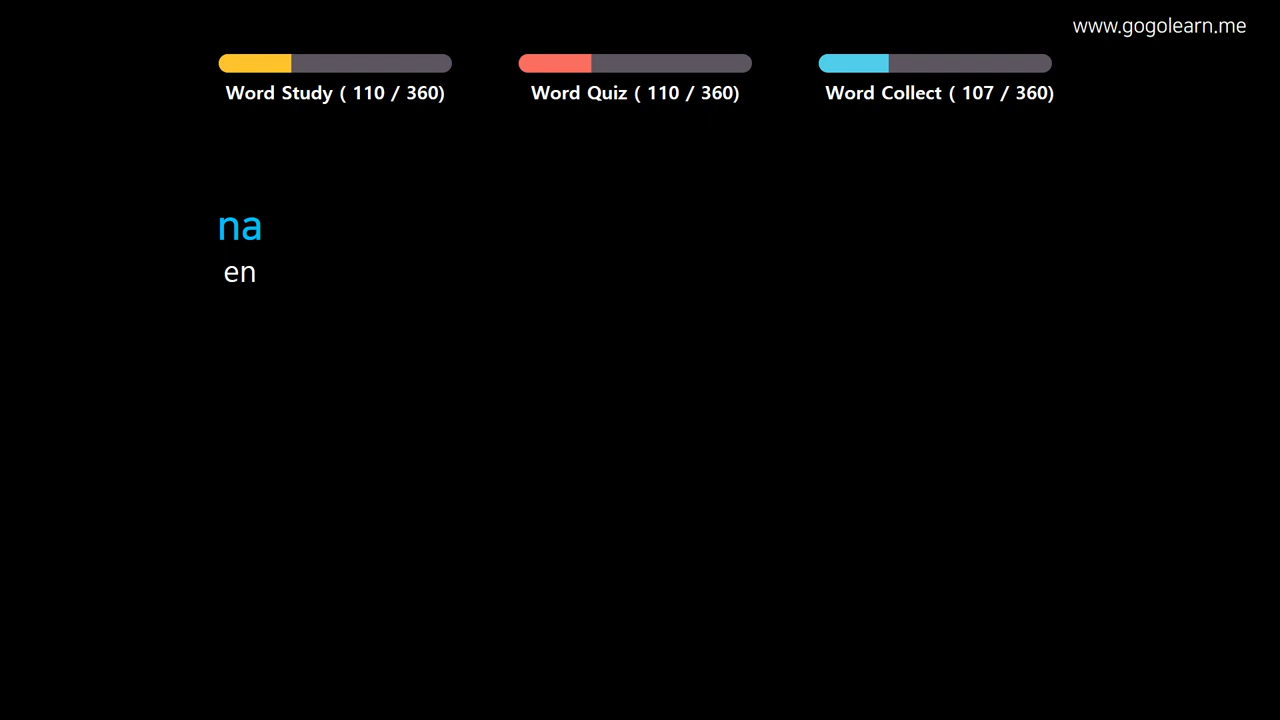 www.gogolearn.me
Word Study ( 110 / 360)
Word Quiz ( 110 / 360)
Word Collect ( 107 / 360)
na
en